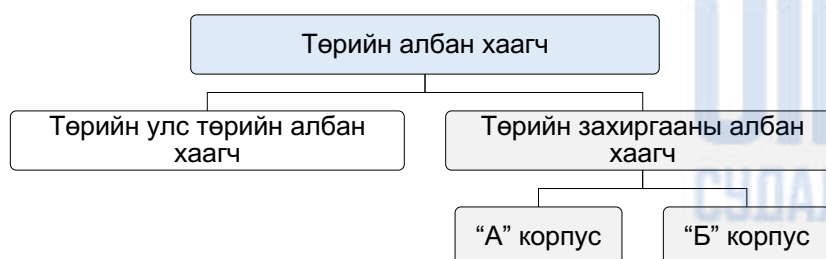 Төрийн албан хаагч
Төрийн улс төрийн албан
хаагч
Төрийн захиргааны албан
хаагч
“А” корпус
“Б” корпус